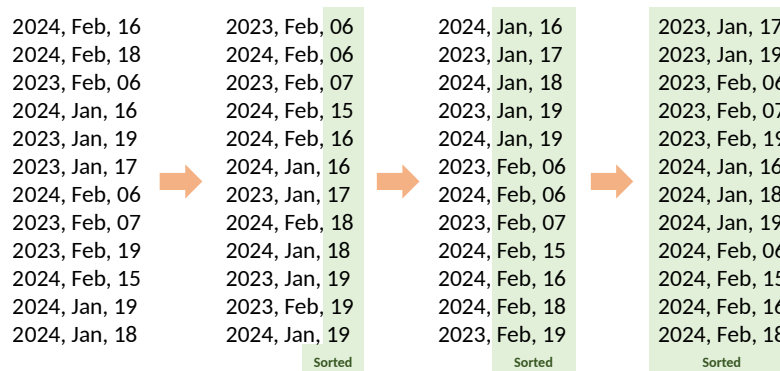 2024, Feb, 16
2024, Feb, 18
2023, Feb, 06
2024, Jan, 16
2023, Jan, 19
2023, Jan, 17
2024, Feb, 06
2023, Feb, 07
2023, Feb, 19
2024, Feb, 15
2024, Jan, 19
2024, Jan, 18
2023, Feb, 06
2024, Feb, 06
2023, Feb, 07
2024, Feb, 15
2024, Feb, 16
2024, Jan, 16
2023, Jan, 17
2024, Feb, 18
2024, Jan, 18
2023, Jan, 19
2023, Feb, 19
2024, Jan, 19
Sorted
2024, Jan, 16
2023, Jan, 17
2024, Jan, 18
2023, Jan, 19
2024, Jan, 19
2023, Feb, 06
2024, Feb, 06
2023, Feb, 07
2024, Feb, 15
2024, Feb, 16
2024, Feb, 18
2023, Feb, 19
Sorted
2023, Jan, 17
2023, Jan, 19
2023, Feb, 06
2023, Feb, 07
2023, Feb, 19
2024, Jan, 16
2024, Jan, 18
2024, Jan, 19
2024, Feb, 06
2024, Feb, 15
2024, Feb, 16
2024, Feb, 18
Sorted